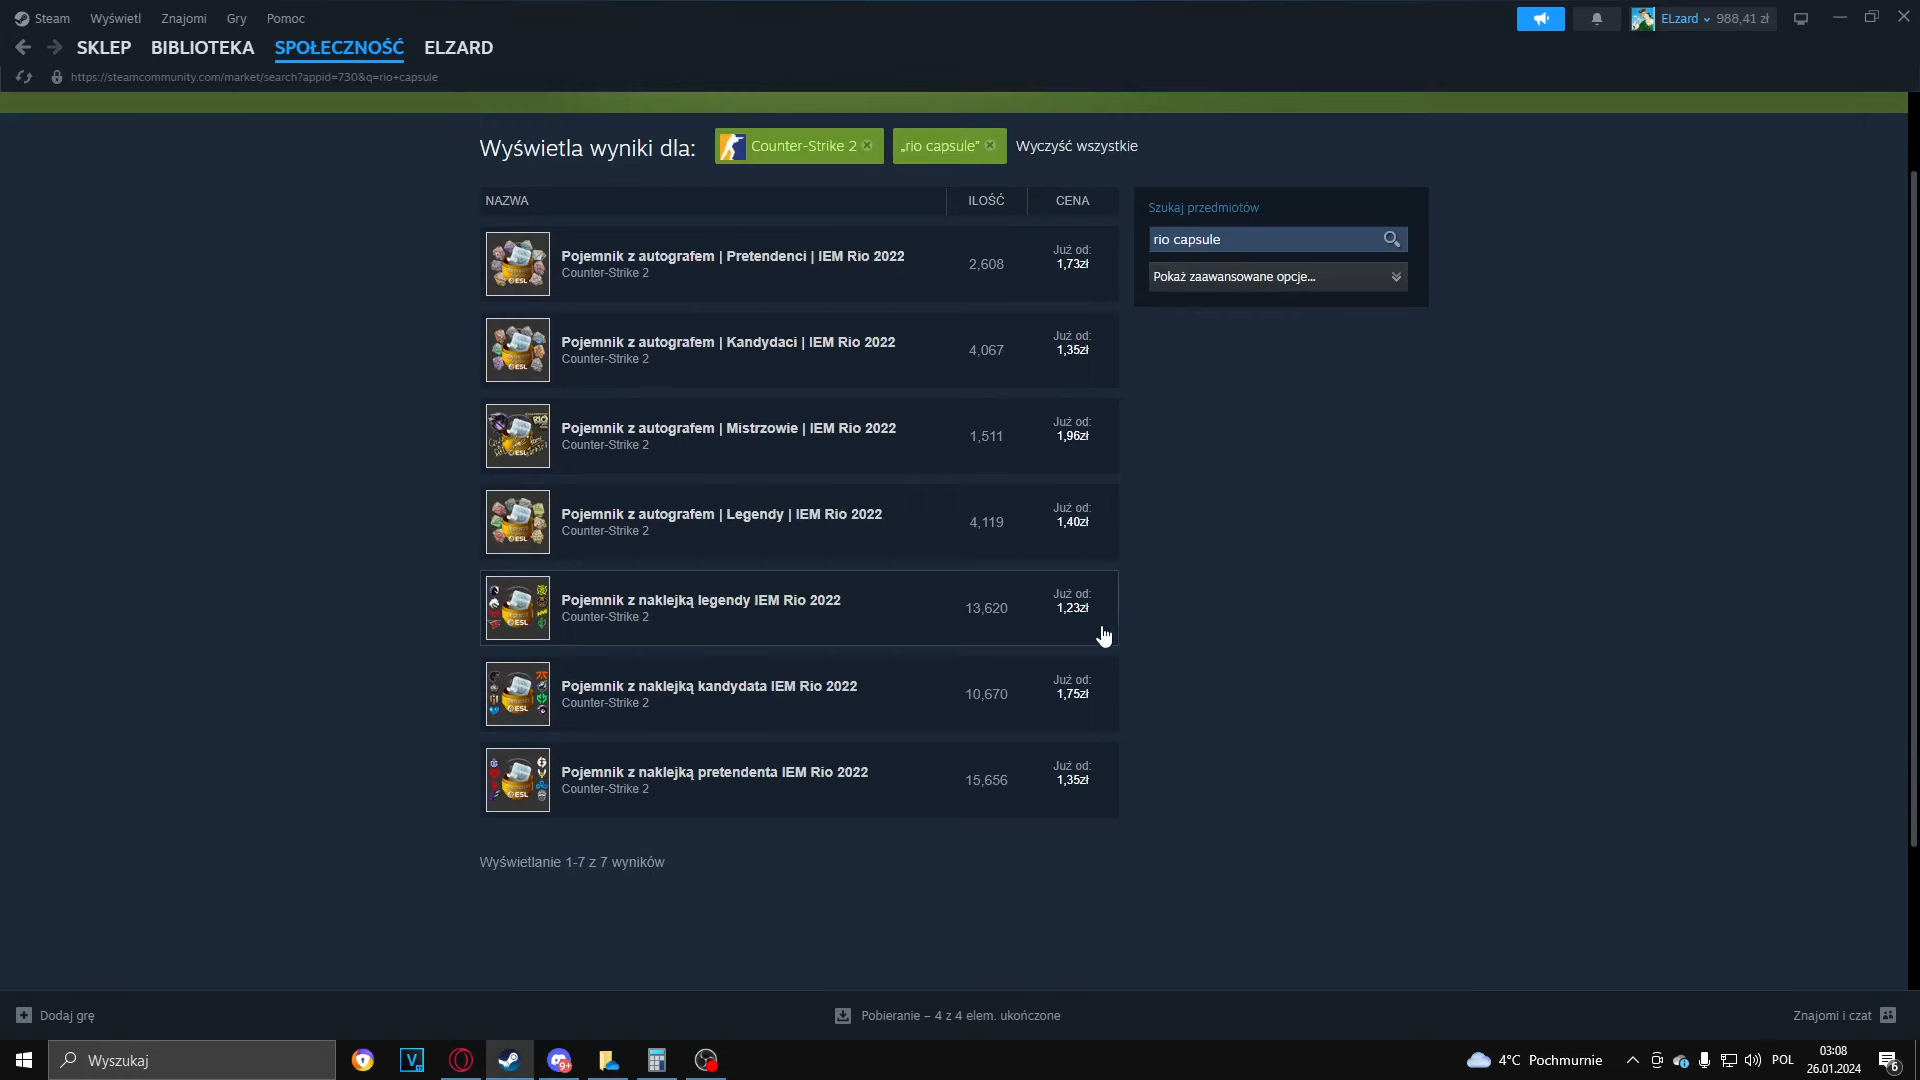 Steam Wyświetl Znajomi Gry Pomoc
ELzard 988,41 zł
SKLEP BIBLIOTEKA SPOŁECZNOŚĆ ELZARD
https://steamcommunity.com/market/search?appid=730&q=rio+capsule
Wyświetla wyniki dla: Counter-Strike 2 „rio capsule” Wyczyść wszystkie
NAZWA ILOŚĆ CENA
Szukaj przedmiotów
rio capsule
Pokaż zaawansowane opcje...
Pojemnik z autografem | Pretendenci | IEM Rio 2022
Counter-Strike 2
2,608
Już od:
1,73zł
Pojemnik z autografem | Kandydaci | IEM Rio 2022
Counter-Strike 2
4,067
Już od:
1,35zł
Pojemnik z autografem | Mistrzowie | IEM Rio 2022
Counter-Strike 2
1,511
Już od:
1,96zł
Pojemnik z autografem | Legendy | IEM Rio 2022
Counter-Strike 2
4,119
Już od:
1,40zł
Pojemnik z naklejką legendy IEM Rio 2022
Counter-Strike 2
13,620
Już od:
1,23zł
Pojemnik z naklejką kandydata IEM Rio 2022
Counter-Strike 2
10,670
Już od:
1,75zł
Pojemnik z naklejką pretendenta IEM Rio 2022
Counter-Strike 2
15,656
Już od:
1,35zł
Wyświetlanie 1-7 z 7 wyników
Dodaj grę
Pobieranie – 4 z 4 elem. ukończone
Znajomi i czat
Wyszukaj
9+
4°C Pochmurnie
POL
03:08
26.01.2024
6